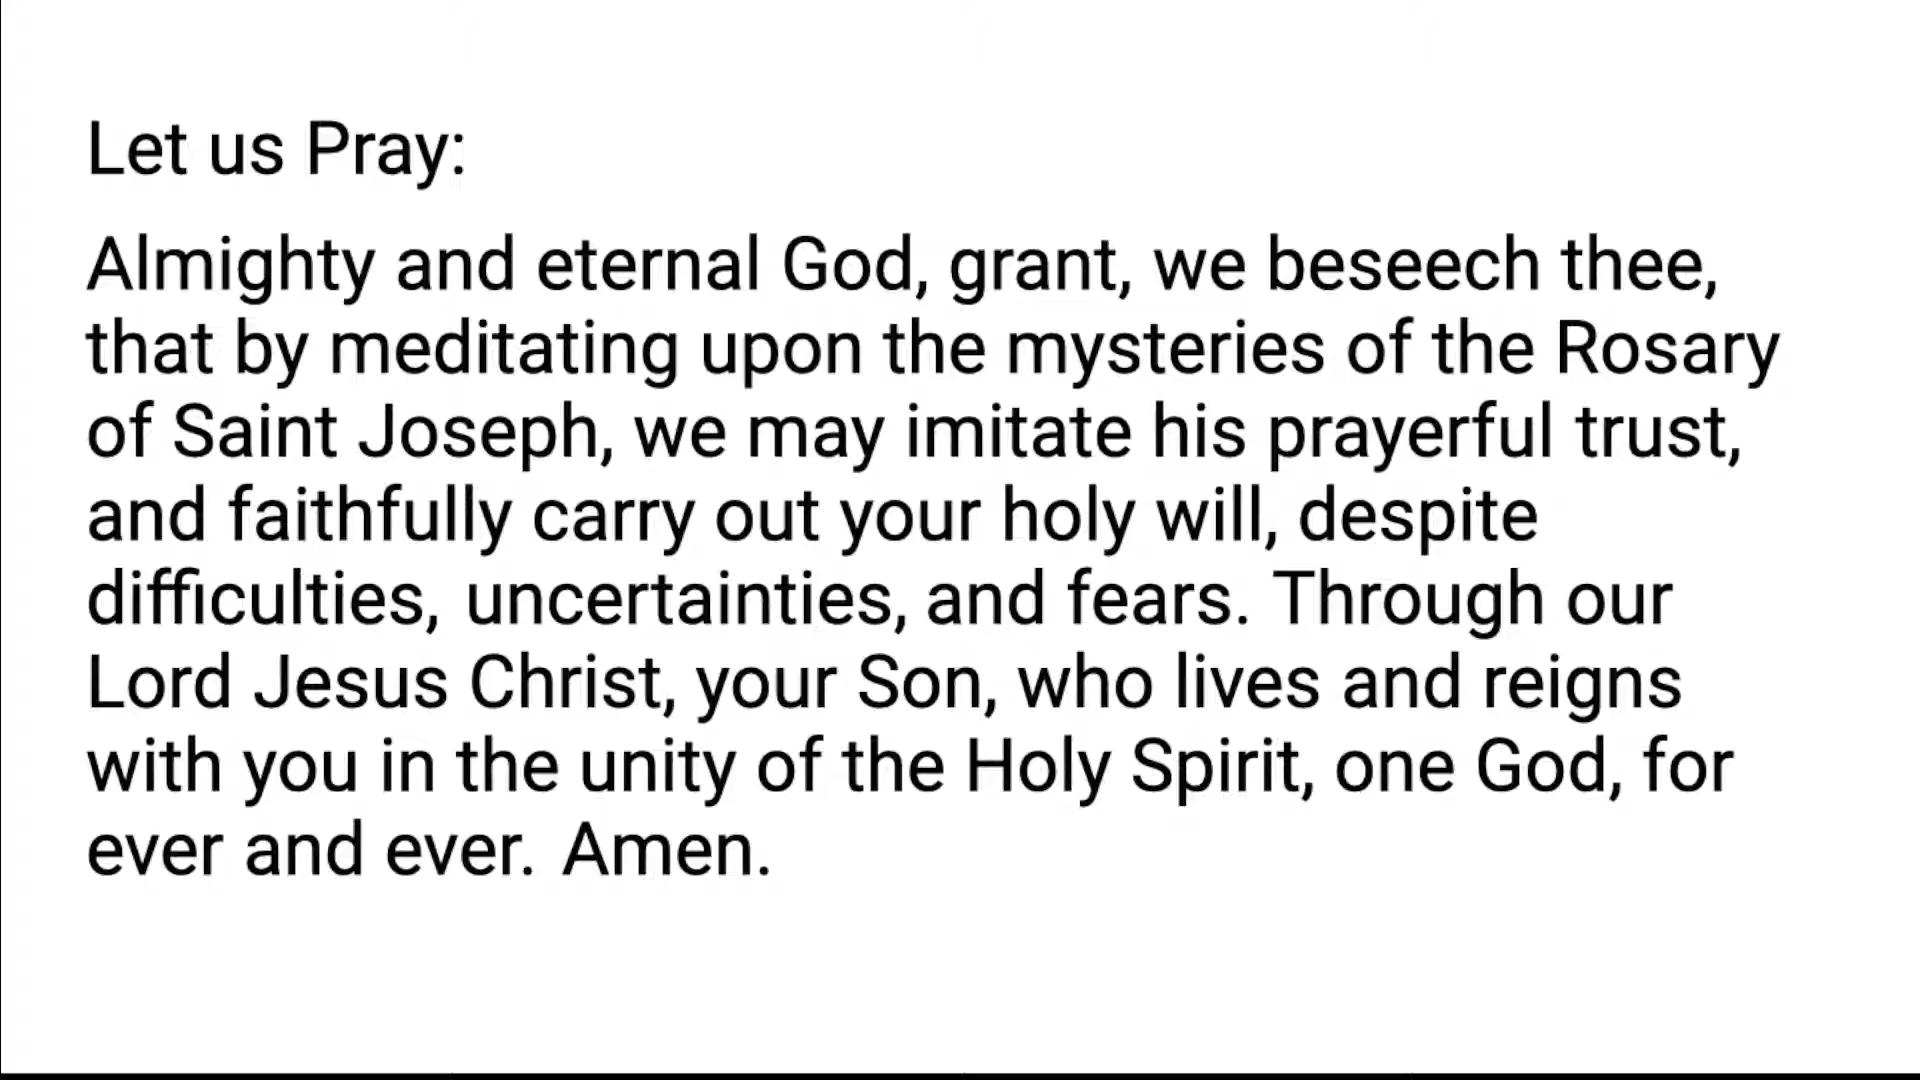 Let us Pray:
Almighty and eternal God, grant, we beseech thee,
that by meditating upon the mysteries of the Rosary
of Saint Joseph, we may imitate his prayerful trust,
and faithfully carry out your holy will, despite
difficulties, uncertainties, and fears. Through our
Lord Jesus Christ, your Son, who lives and reigns
with you in the unity of the Holy Spirit, one God, for
ever and ever. Amen.